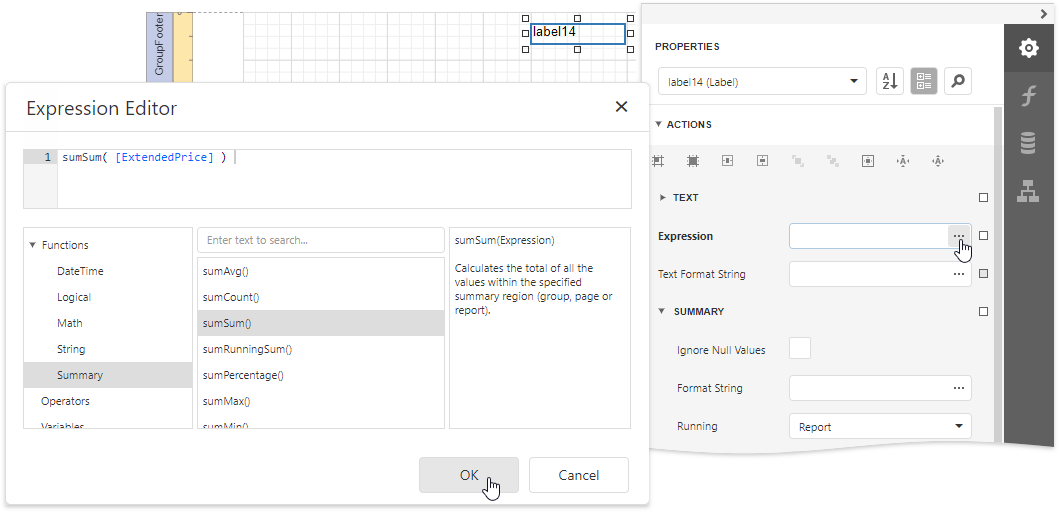 GroupFooter
label14
PROPERTIES
label14 (Label)
A
Z
ACTIONS
A
A
TEXT
Expression
...
Text Format String
...
SUMMARY
Ignore Null Values
Format String
...
Running
Report
Expression Editor
1 sumSum( [ExtendedPrice] )
Functions
DateTime
Logical
Math
String
Summary
Operators
Variables
Enter text to search...
sumAvg()
sumCount()
sumSum()
sumRunningSum()
sumPercentage()
sumMax()
sumMin()
sumSum(Expression)
Calculates the total of all the
values within the specified
summary region (group, page or
report).
OK
Cancel